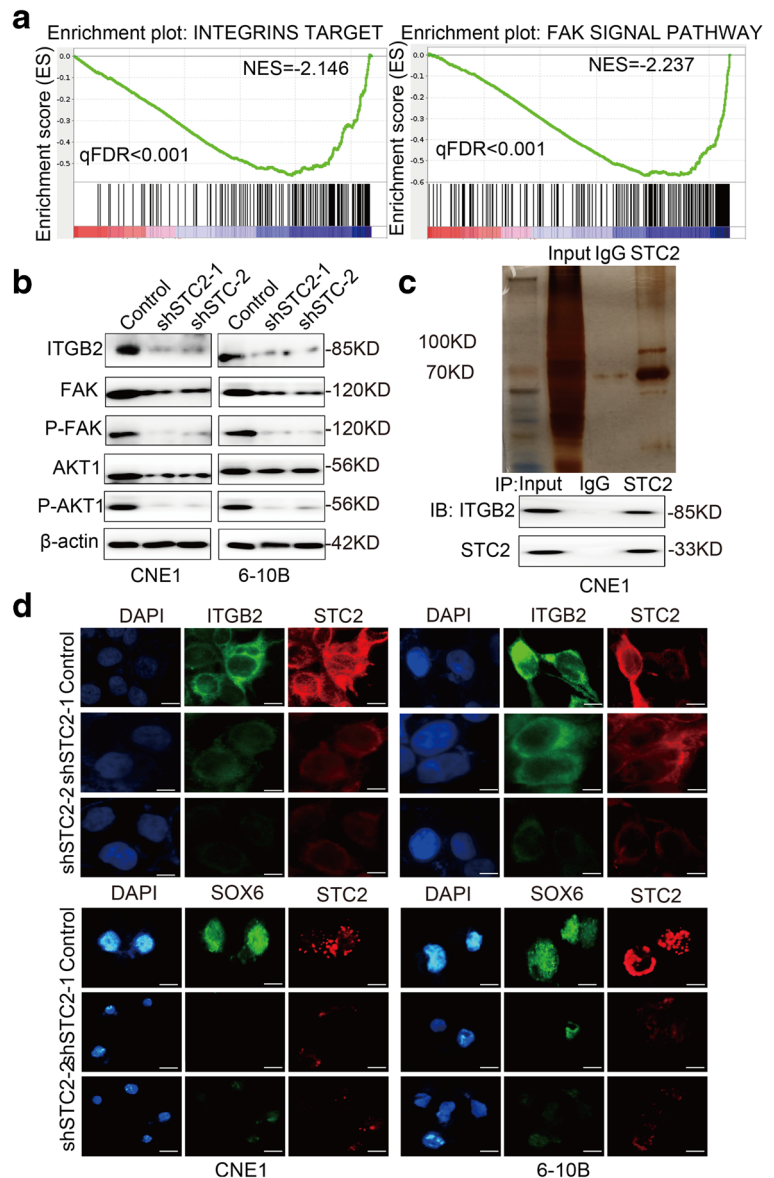 a
Enrichment plot: INTEGRINS TARGET
Enrichment plot: FAK SIGNAL PATHWAY
Enrichment score (ES)
0.0
-0.1
-0.2
-0.3
-0.4
-0.5
NES=-2.146
qFDR<0.001
Enrichment score (ES)
0.0
-0.1
-0.2
-0.3
-0.4
-0.5
-0.6
NES=-2.237
qFDR<0.001
b
Control
shSTC2-1
shSTC-2
Control
shSTC2-1
shSTC-2
ITGB2 -85KD
FAK -120KD
P-FAK -120KD
AKT1 -56KD
P-AKT1 -56KD
β-actin -42KD
CNE1 6-10B
c
Input IgG STC2
100KD
70KD
IP: Input IgG STC2
IB: ITGB2 -85KD
STC2 -33KD
CNE1
d
DAPI ITGB2 STC2 DAPI ITGB2 STC2
Control
shSTC2-1
shSTC2-2
DAPI SOX6 STC2 DAPI SOX6 STC2
Control
shSTC2-1
shSTC2-2
CNE1 6-10B